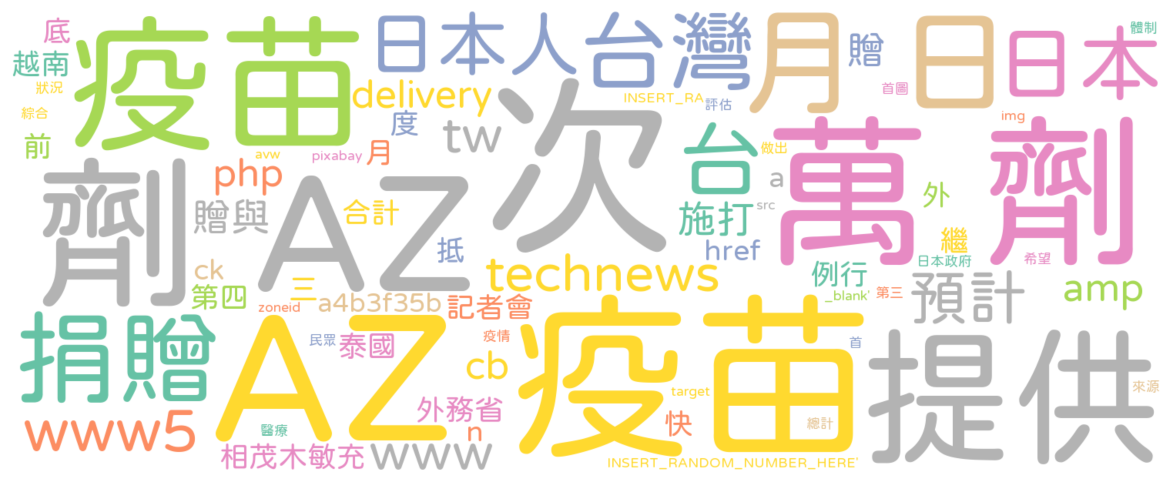 底 疫苗 日本人 台灣 月 贈 日 日本 體制
越南 狀況 delivery INSERT_RA 評估 首圖
綜合 度 tw 次 img
前 avw pixabay 月 台 做出 萬 劑
劑 php AZ a 外
贈與 合計 抵 施打 src 繼
ck 三 technews href 例行 日本政府 希望
第四 zoneid a4b3f35b 記者會 _blank' 第三 預計 amp
捐贈 AZ 民眾 泰國 疫情 疫苗 首 提供
cb target 來源
www5 外務省 n 快 總計
醫療 相茂木敏充 www INSERT_RANDOM_NUMBER_HERE'